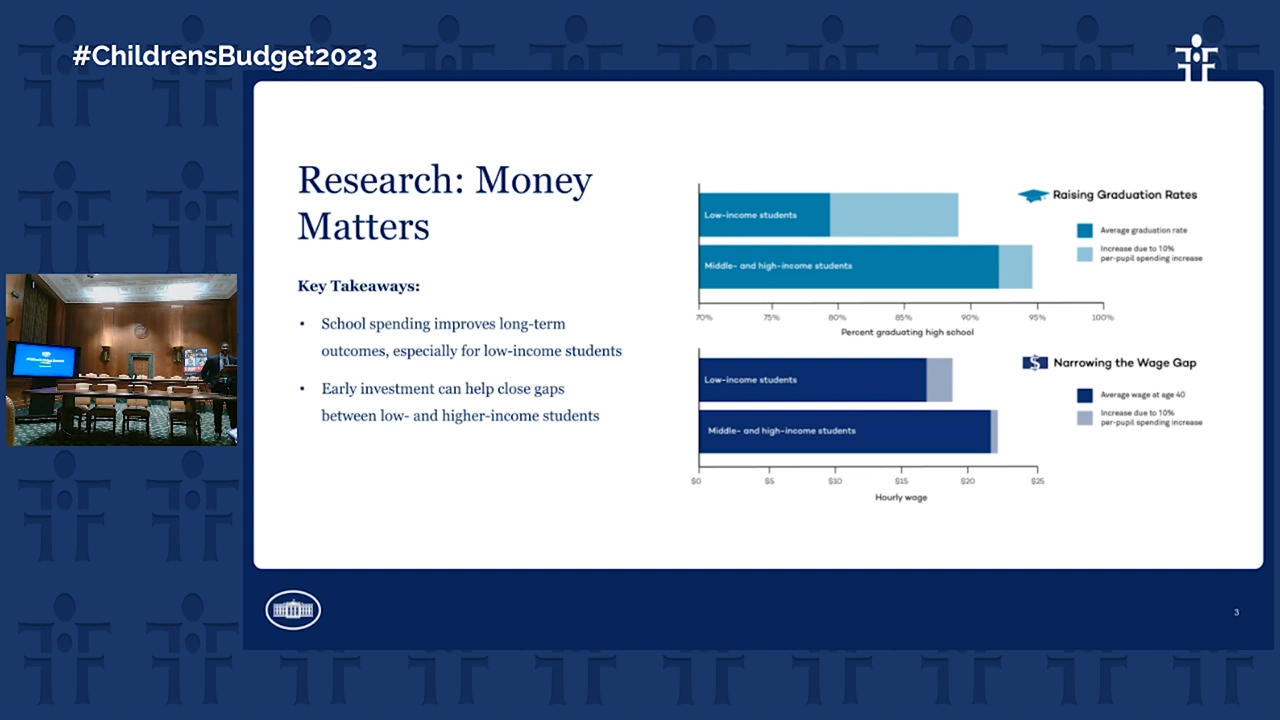 #ChildrensBudget2023
Research: Money
Matters
Key Takeaways:
• School spending improves long-term
outcomes, especially for low-income students
• Early investment can help close gaps
between low- and higher-income students
Raising Graduation Rates
Average graduation rate
Increase due to 10%
per-pupil spending increase
Low-income students
Middle- and high-income students
70% 75% 80% 85% 90% 95% 100%
Percent graduating high school
Narrowing the Wage Gap
Average wage at age 40
Increase due to 10%
per-pupil spending increase
Low-income students
Middle- and high-income students
$0 $5 $10 $15 $20 $25
Hourly wage
3